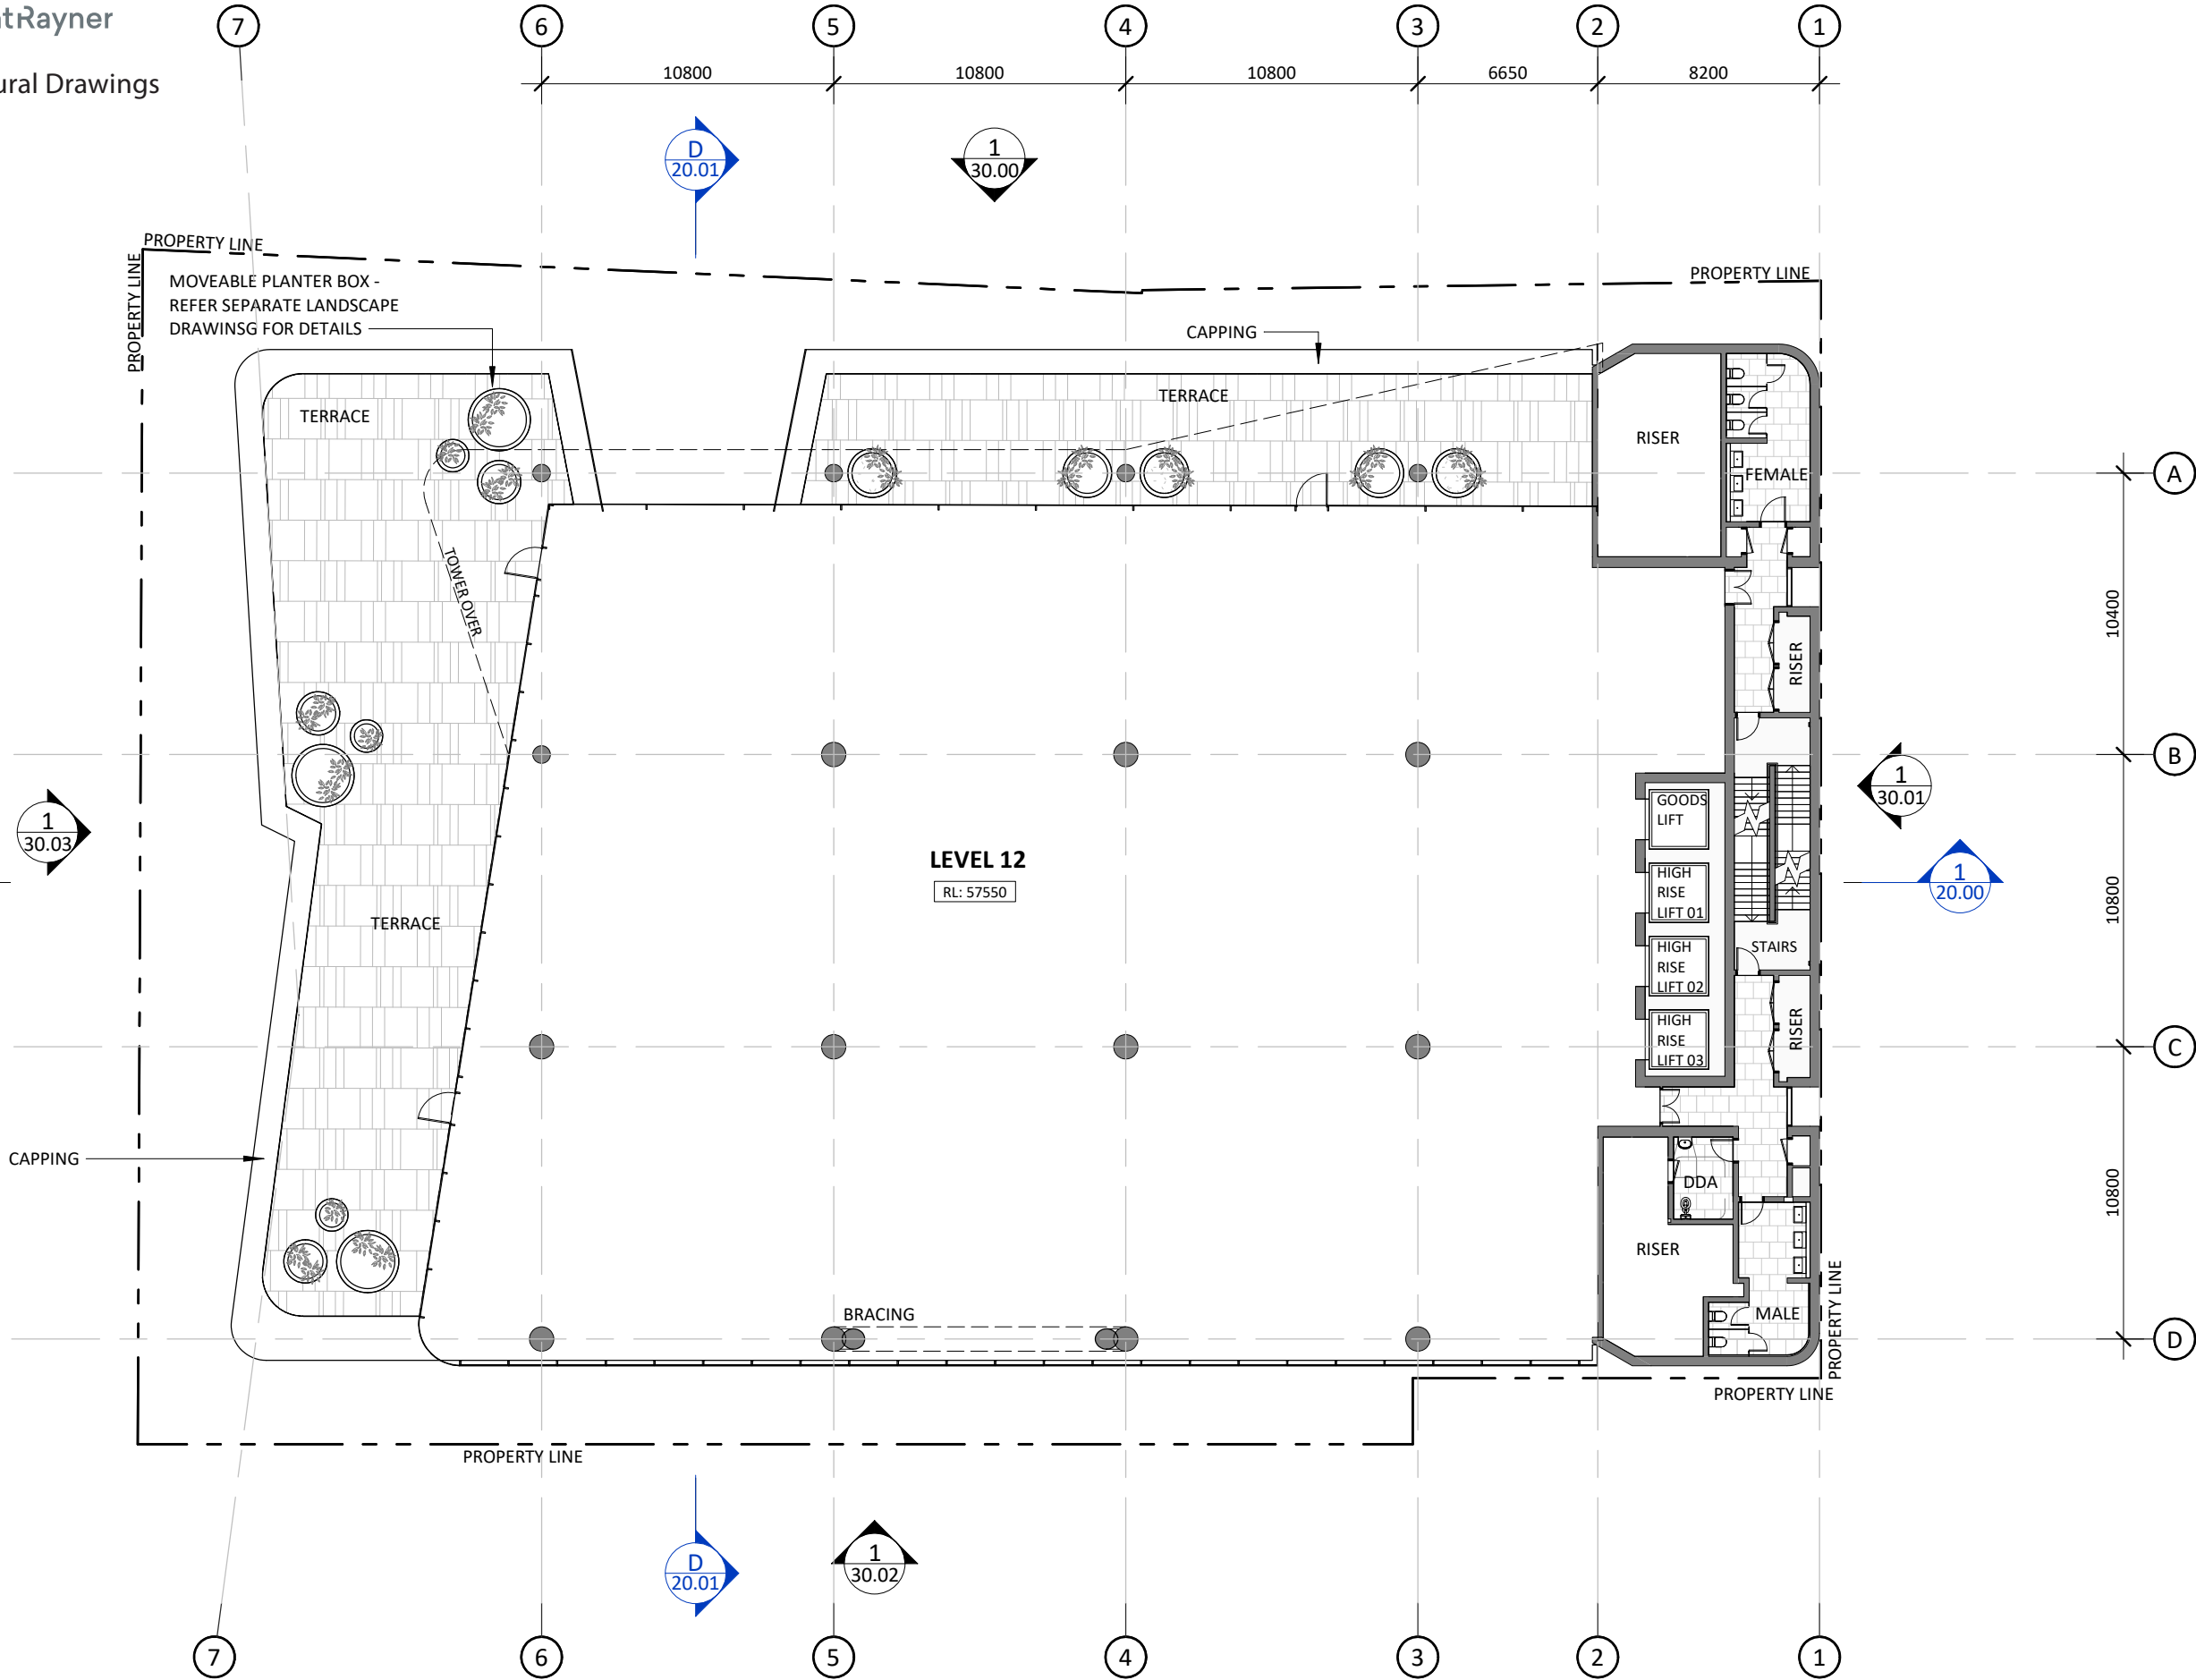 ntRayner
ural Drawings
7
6
5
4
3
2
1
10800
10800
10800
6650
8200
D
20.01
1
30.00
PROPERTY LINE
PROPERTY LINE
PROPERTY LINE
MOVEABLE PLANTER BOX -
REFER SEPARATE LANDSCAPE
DRAWINSG FOR DETAILS
CAPPING
TERRACE
TERRACE
RISER
FEMALE
A
TOWER OVER
10400
RISER
B
1
30.03
GOODS
LIFT
1
30.01
LEVEL 12
RL: 57550
HIGH
RISE
LIFT 01
1
20.00
10800
TERRACE
HIGH
RISE
LIFT 02
STAIRS
HIGH
RISE
LIFT 03
RISER
C
CAPPING
DDA
10800
RISER
BRACING
MALE
D
PROPERTY LINE
PROPERTY LINE
PROPERTY LINE
D
20.01
1
30.02
7
6
5
4
3
2
1